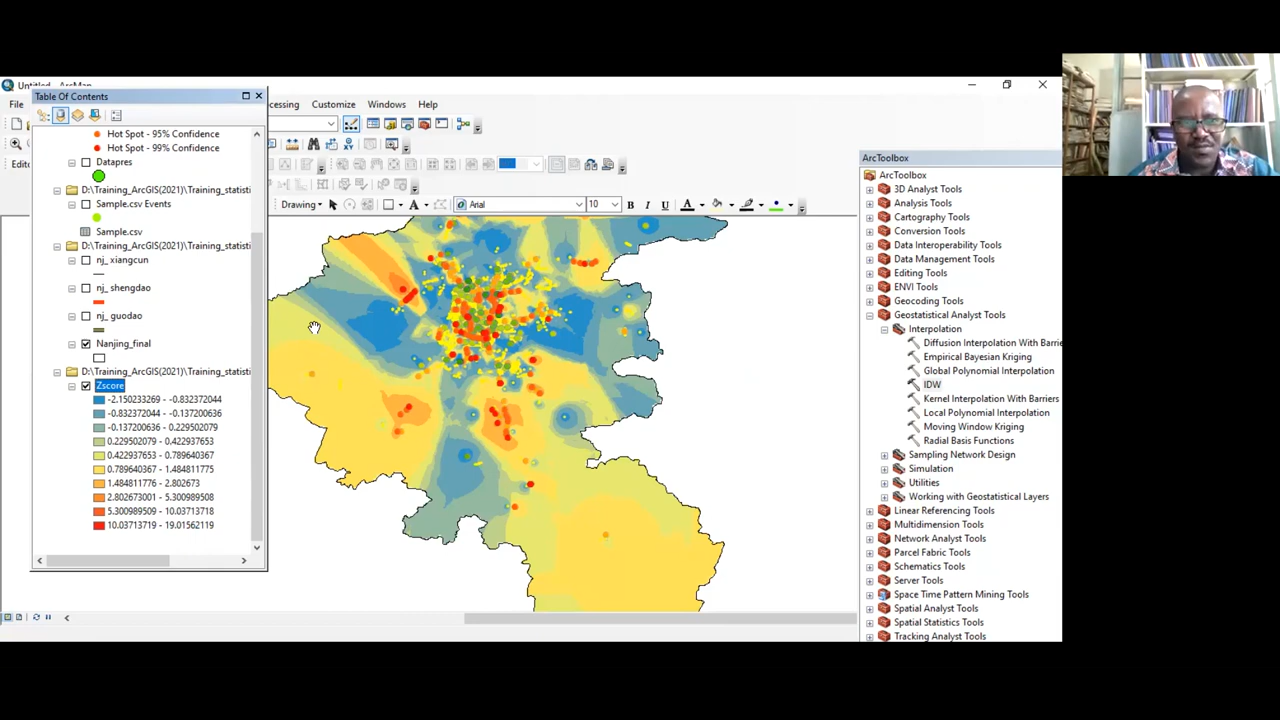 Untitled - ArcMap
Table Of Contents
File
Customize
Windows
Help
Drawing
Arial
10
B
I
U
A
A
Hot Spot - 95% Confidence
Hot Spot - 99% Confidence
Datapres
D:\Training_ArcGIS(2021)\Training_statisti
Sample.csv Events
Sample.csv
D:\Training_ArcGIS(2021)\Training_statisti
nj_ xiangcun
nj_ shengdao
nj_ guodao
Nanjing_final
D:\Training_ArcGIS(2021)\Training_statisti
Zscore
-2.150233269 - -0.832372044
-0.832372044 - -0.137200636
-0.137200636 - 0.229502079
0.229502079 - 0.422937653
0.422937653 - 0.789640367
0.789640367 - 1.484811775
1.484811776 - 2.802673
2.802673001 - 5.300989508
5.300989509 - 10.03713718
10.03713719 - 19.01562119
ArcToolbox
ArcToolbox
3D Analyst Tools
Analysis Tools
Cartography Tools
Conversion Tools
Data Interoperability Tools
Data Management Tools
Editing Tools
ENVI Tools
Geocoding Tools
Geostatistical Analyst Tools
Interpolation
Diffusion Interpolation With Barrie
Empirical Bayesian Kriging
Global Polynomial Interpolation
IDW
Kernel Interpolation With Barriers
Local Polynomial Interpolation
Moving Window Kriging
Radial Basis Functions
Sampling Network Design
Simulation
Utilities
Working with Geostatistical Layers
Linear Referencing Tools
Multidimension Tools
Network Analyst Tools
Parcel Fabric Tools
Schematics Tools
Server Tools
Space Time Pattern Mining Tools
Spatial Analyst Tools
Spatial Statistics Tools
Tracking Analyst Tools